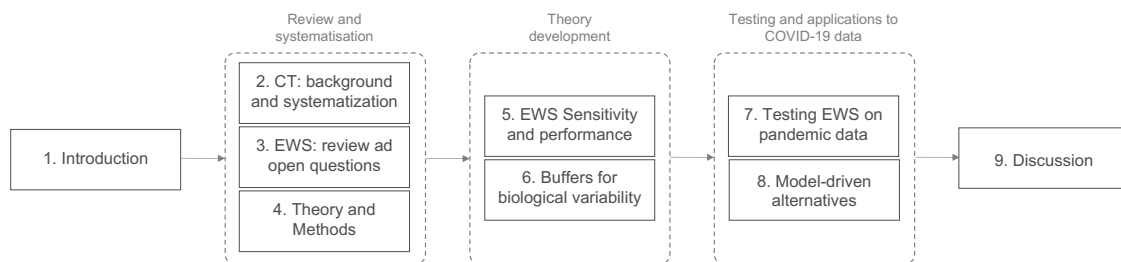 Review and
systematisation
Theory
development
Testing and applications to
COVID-19 data
1. Introduction
2. CT: background
and systematization
3. EWS: review ad
open questions
4. Theory and
Methods
5. EWS Sensitivity
and performance
6. Buffers for
biological variability
7. Testing EWS on
pandemic data
8. Model-driven
alternatives
9. Discussion